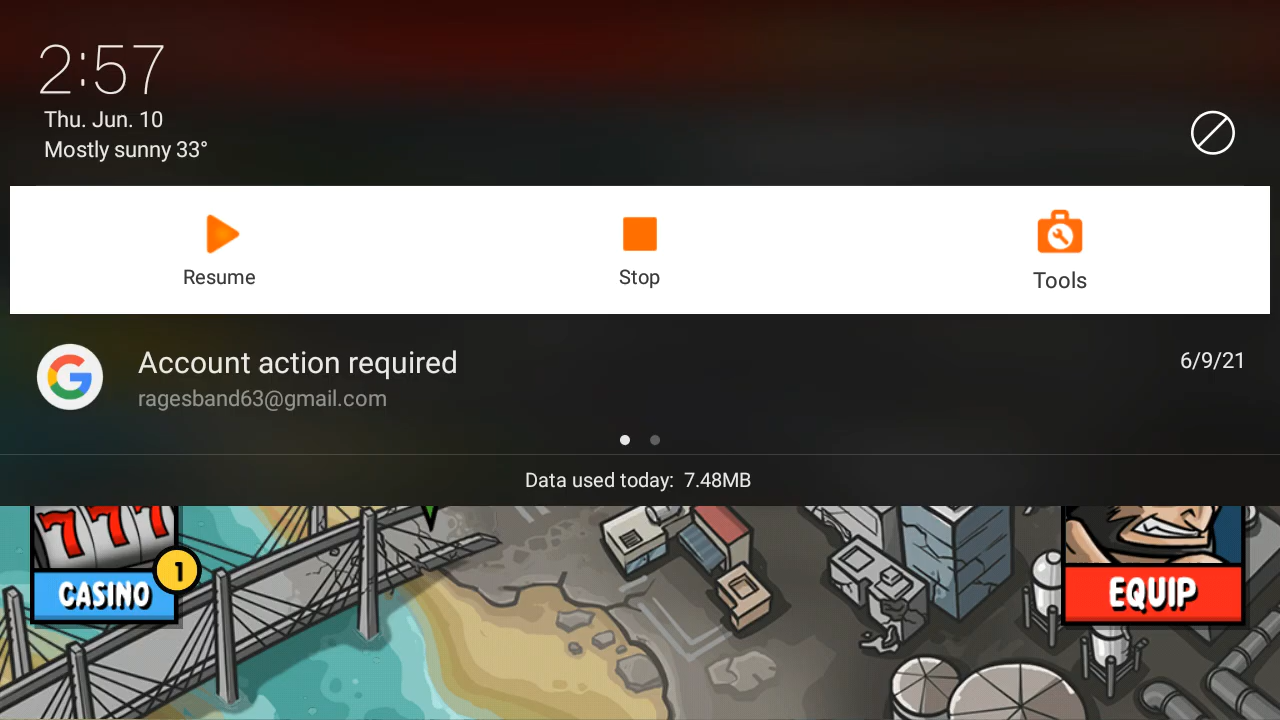 2:57
Thu. Jun. 10
Mostly sunny 33°
Resume
Stop
Tools
Account action required
6/9/21
ragesband63@gmail.com
Data used today: 7.48MB
777
1
CASINO
EQUIP